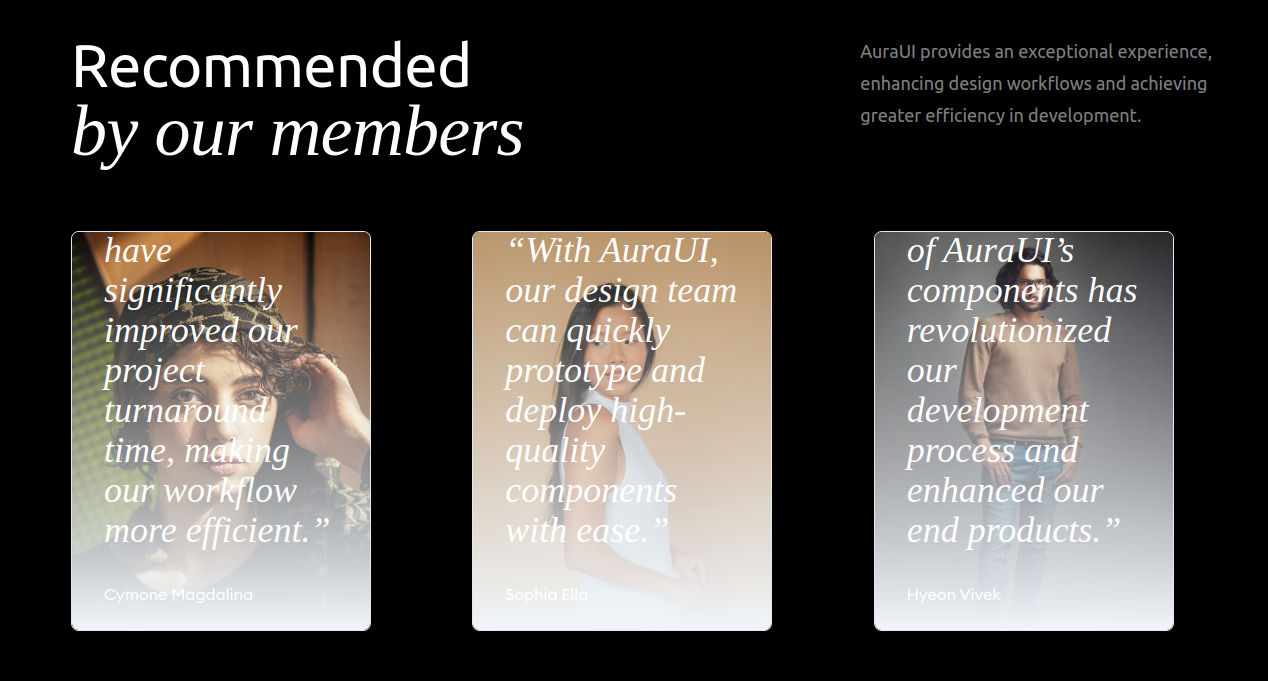 Recommended
by our members
AuraUI provides an exceptional experience,
enhancing design workflows and achieving
greater efficiency in development.
have
significantly
improved our
project
turnaround
time, making
our workflow
more efficient.”
Cymone Magdalina
“With AuraUI,
our design team
can quickly
prototype and
deploy high-
quality
components
with ease.”
Sophia Ella
of AuraUI’s
components has
revolutionized
our
development
process and
enhanced our
end products.”
Hyeon Vivek